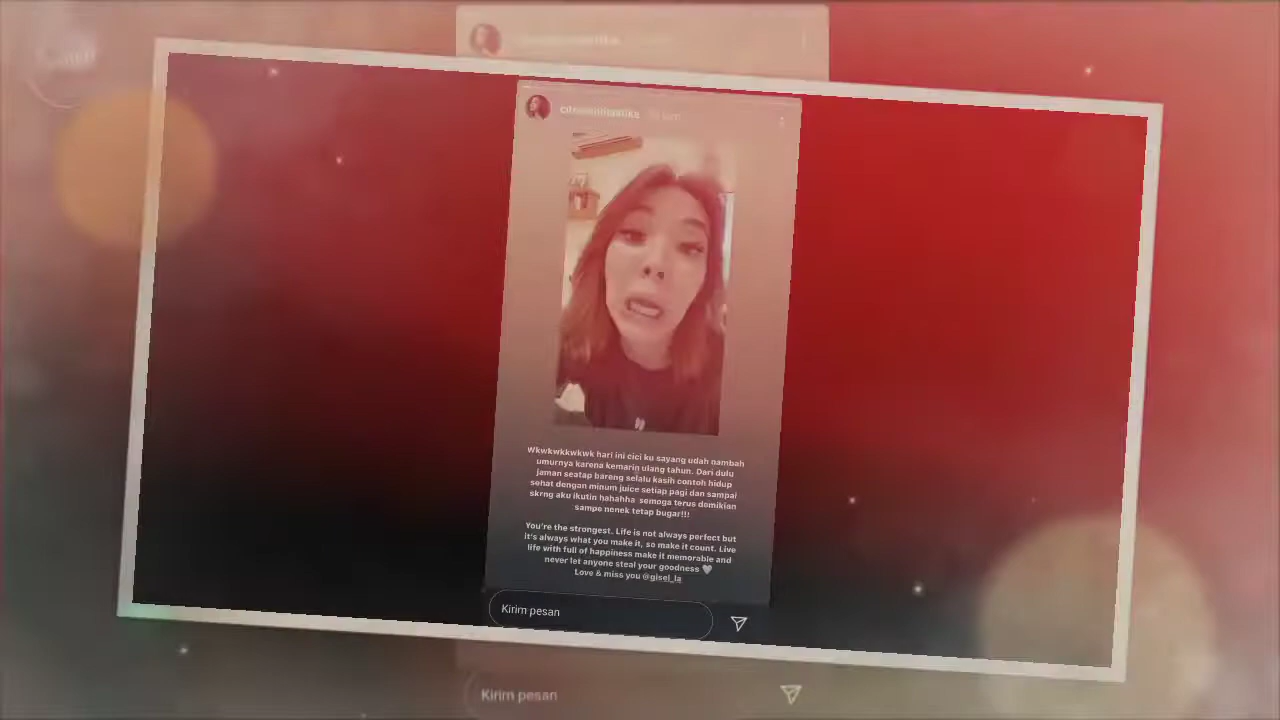 Wkwkwkkwkwk hari ini cici ku sayang udah nambah
umurnya karena kemarin ulang tahun. Dari dulu
jaman seatap bareng selalu kasih contoh hidup
sehat dengan minum juice setiap pagi dan sampai
skrng aku ikutin hahahha semoga terus demikian
sampe nenek tetap bugar!!!
You're the strongest. Life is not always perfect but
it's always what you make it, so make it count. Live
life with full of happiness make it memorable and
never let anyone steal your goodness
Love & miss you @gisel_la
Kirim pesan
Kirim pesan